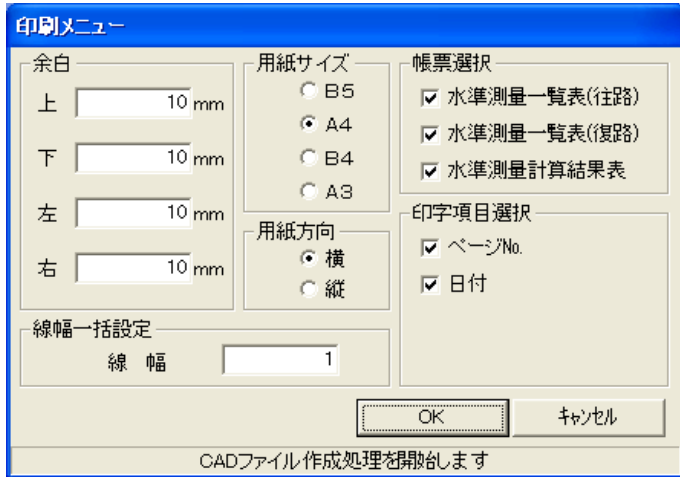 印刷メニュー
余白
上 10 mm
下 10 mm
左 10 mm
右 10 mm
用紙サイズ
B5
A4
B4
A3
用紙方向
横
縦
帳票選択
水準測量一覧表(往路)
水準測量一覧表(復路)
水準測量計算結果表
印字項目選択
ページNo.
日付
線幅一括設定
線 幅 1
OK
ｷｬﾝｾﾙ
CADファイル作成処理を開始します